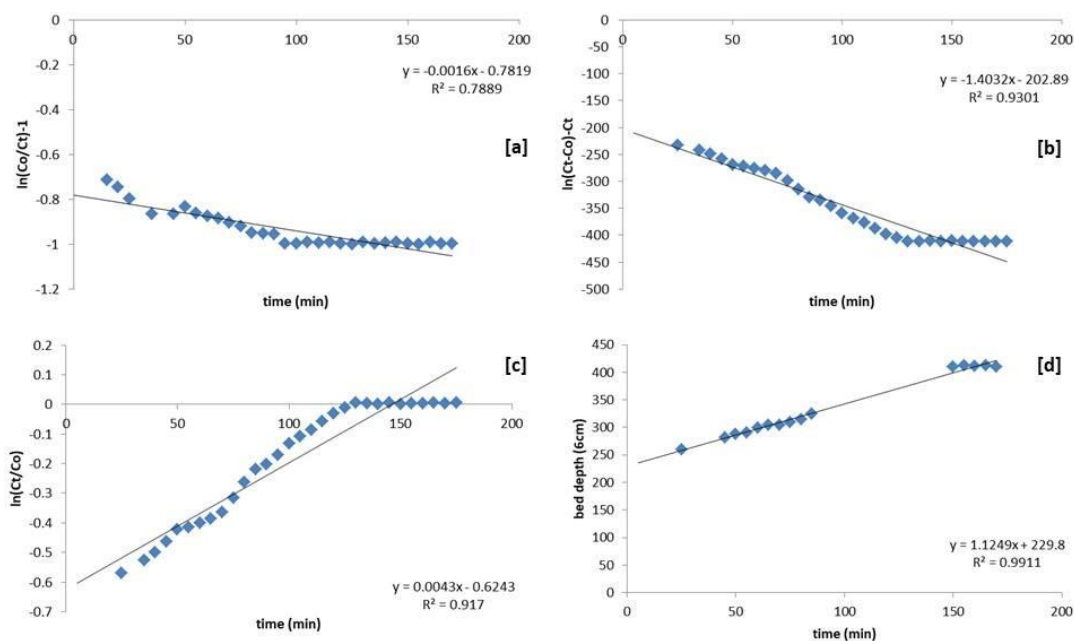 0
0 50 100 150 200
-0.2
-0.4
-0.6
-0.8
-1
-1.2
y = -0.0016x - 0.7819
R² = 0.7889
[a]
ln(Co/Ct)-1
time (min)
0
0 50 100 150 200
-50
-100
-150
-200
-250
-300
-350
-400
-450
-500
y = -1.4032x - 202.89
R² = 0.9301
[b]
ln(Ct-Co)-Ct
time (min)
0.2
0.1
0
-0.1
-0.2
-0.3
-0.4
-0.5
-0.6
-0.7
0 50 100 150 200
[c]
ln(Ct/Co)
y = 0.0043x - 0.6243
R² = 0.917
time (min)
450
400
350
300
250
200
150
100
50
0
0 50 100 150 200
[d]
bed depth (6cm)
y = 1.1249x + 229.8
R² = 0.9911
time (min)